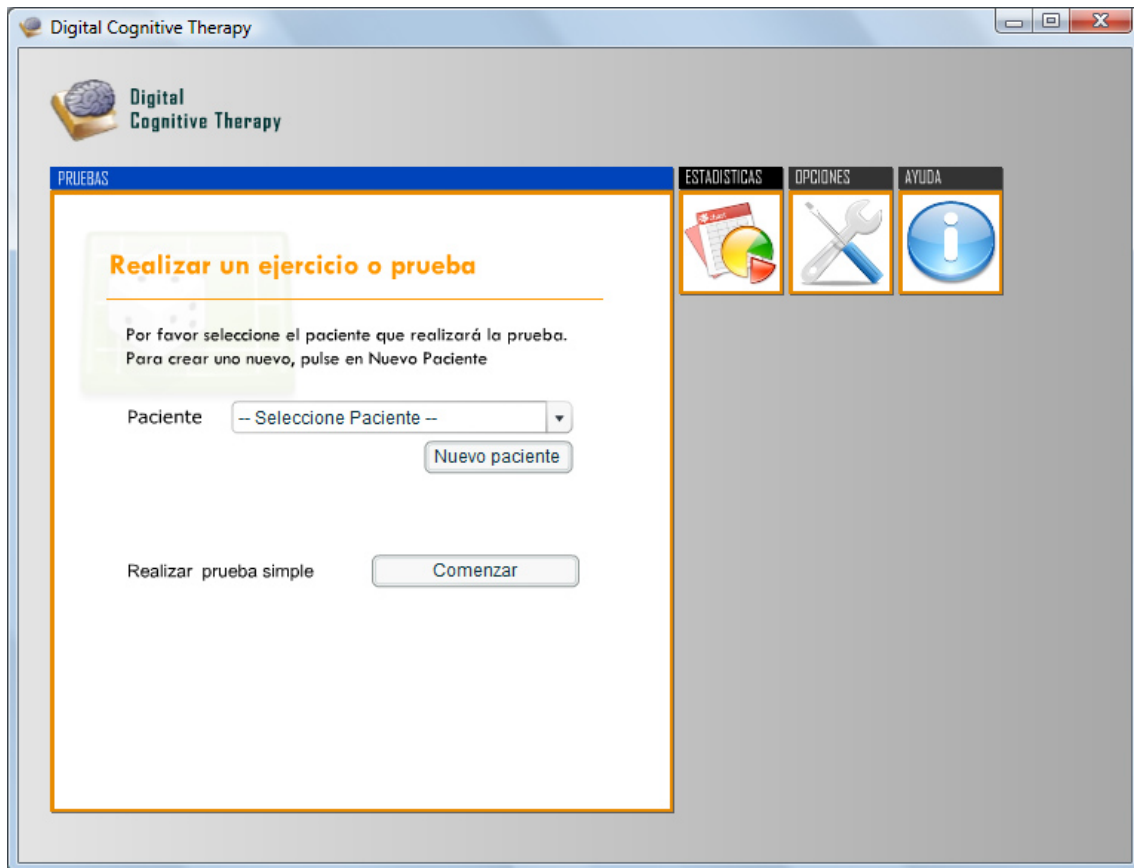 Digital Cognitive Therapy
Digital
Cognitive Therapy
PRUEBAS
ESTADISTICAS
OPCIONES
AYUDA
chart
Realizar un ejercicio o prueba
Por favor seleccione el paciente que realizará la prueba.
Para crear uno nuevo, pulse en Nuevo Paciente
Paciente
-- Seleccione Paciente --
Nuevo paciente
Realizar prueba simple
Comenzar